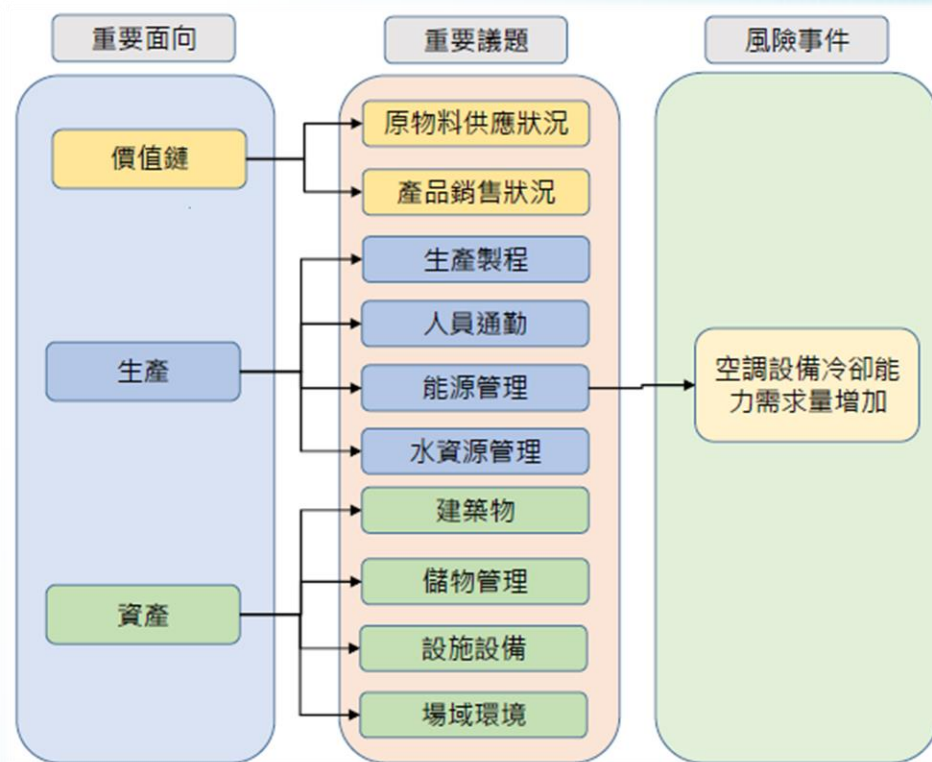 重要面向
重要議題
風險事件
價值鏈
原物料供應狀況
產品銷售狀況
生產
生產製程
人員通勤
能源管理
水資源管理
空調設備冷卻能
力需求量增加
資產
建築物
儲物管理
設施設備
場域環境